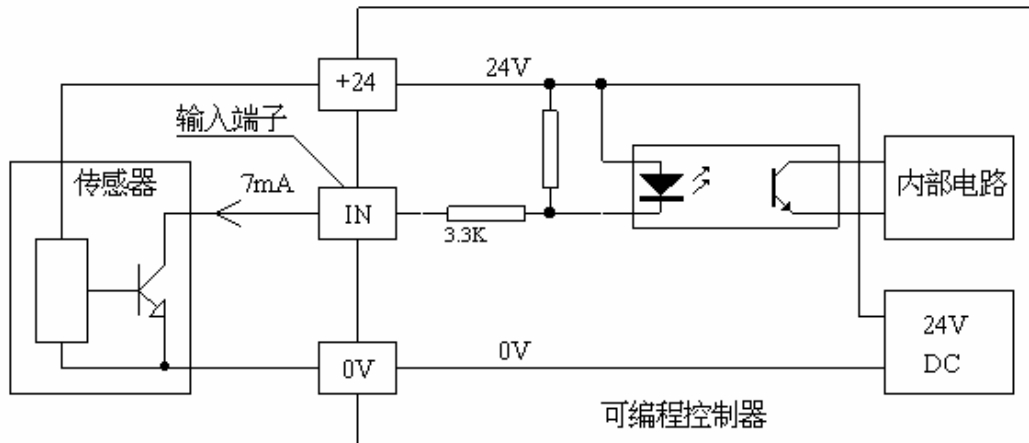 +24
24V
输入端子
传感器
7mA
IN
3.3K
内部电路
0V
0V
24V
DC
可编程控制器